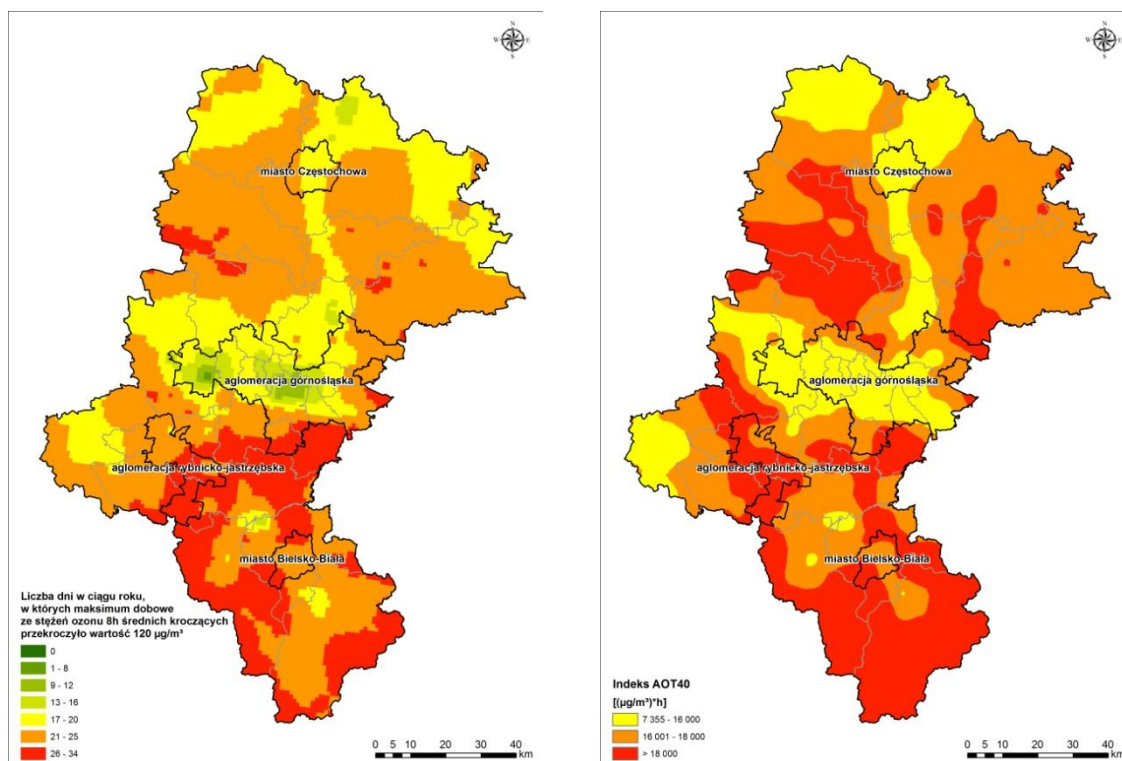 N
W E
S
miasto Częstochowa
aglomeracja górnośląska
aglomeracja rybnicko-jastrzębska
miasto Bielsko-Biała
Liczba dni w ciągu roku,
w których maksimum dobowe
ze stężeń ozonu 8h średnich kroczących
przekroczyło wartość 120 µg/m³
0
1 - 8
9 - 12
13 - 16
17 - 20
21 - 25
26 - 34
0 5 10 20 30 40
km
N
W E
S
miasto Częstochowa
aglomeracja górnośląska
aglomeracja rybnicko-jastrzębska
miasto Bielsko-Biała
Indeks AOT40
[(µg/m³)*h]
7 355 - 16 000
16 001 - 18 000
> 18 000
0 5 10 20 30 40
km